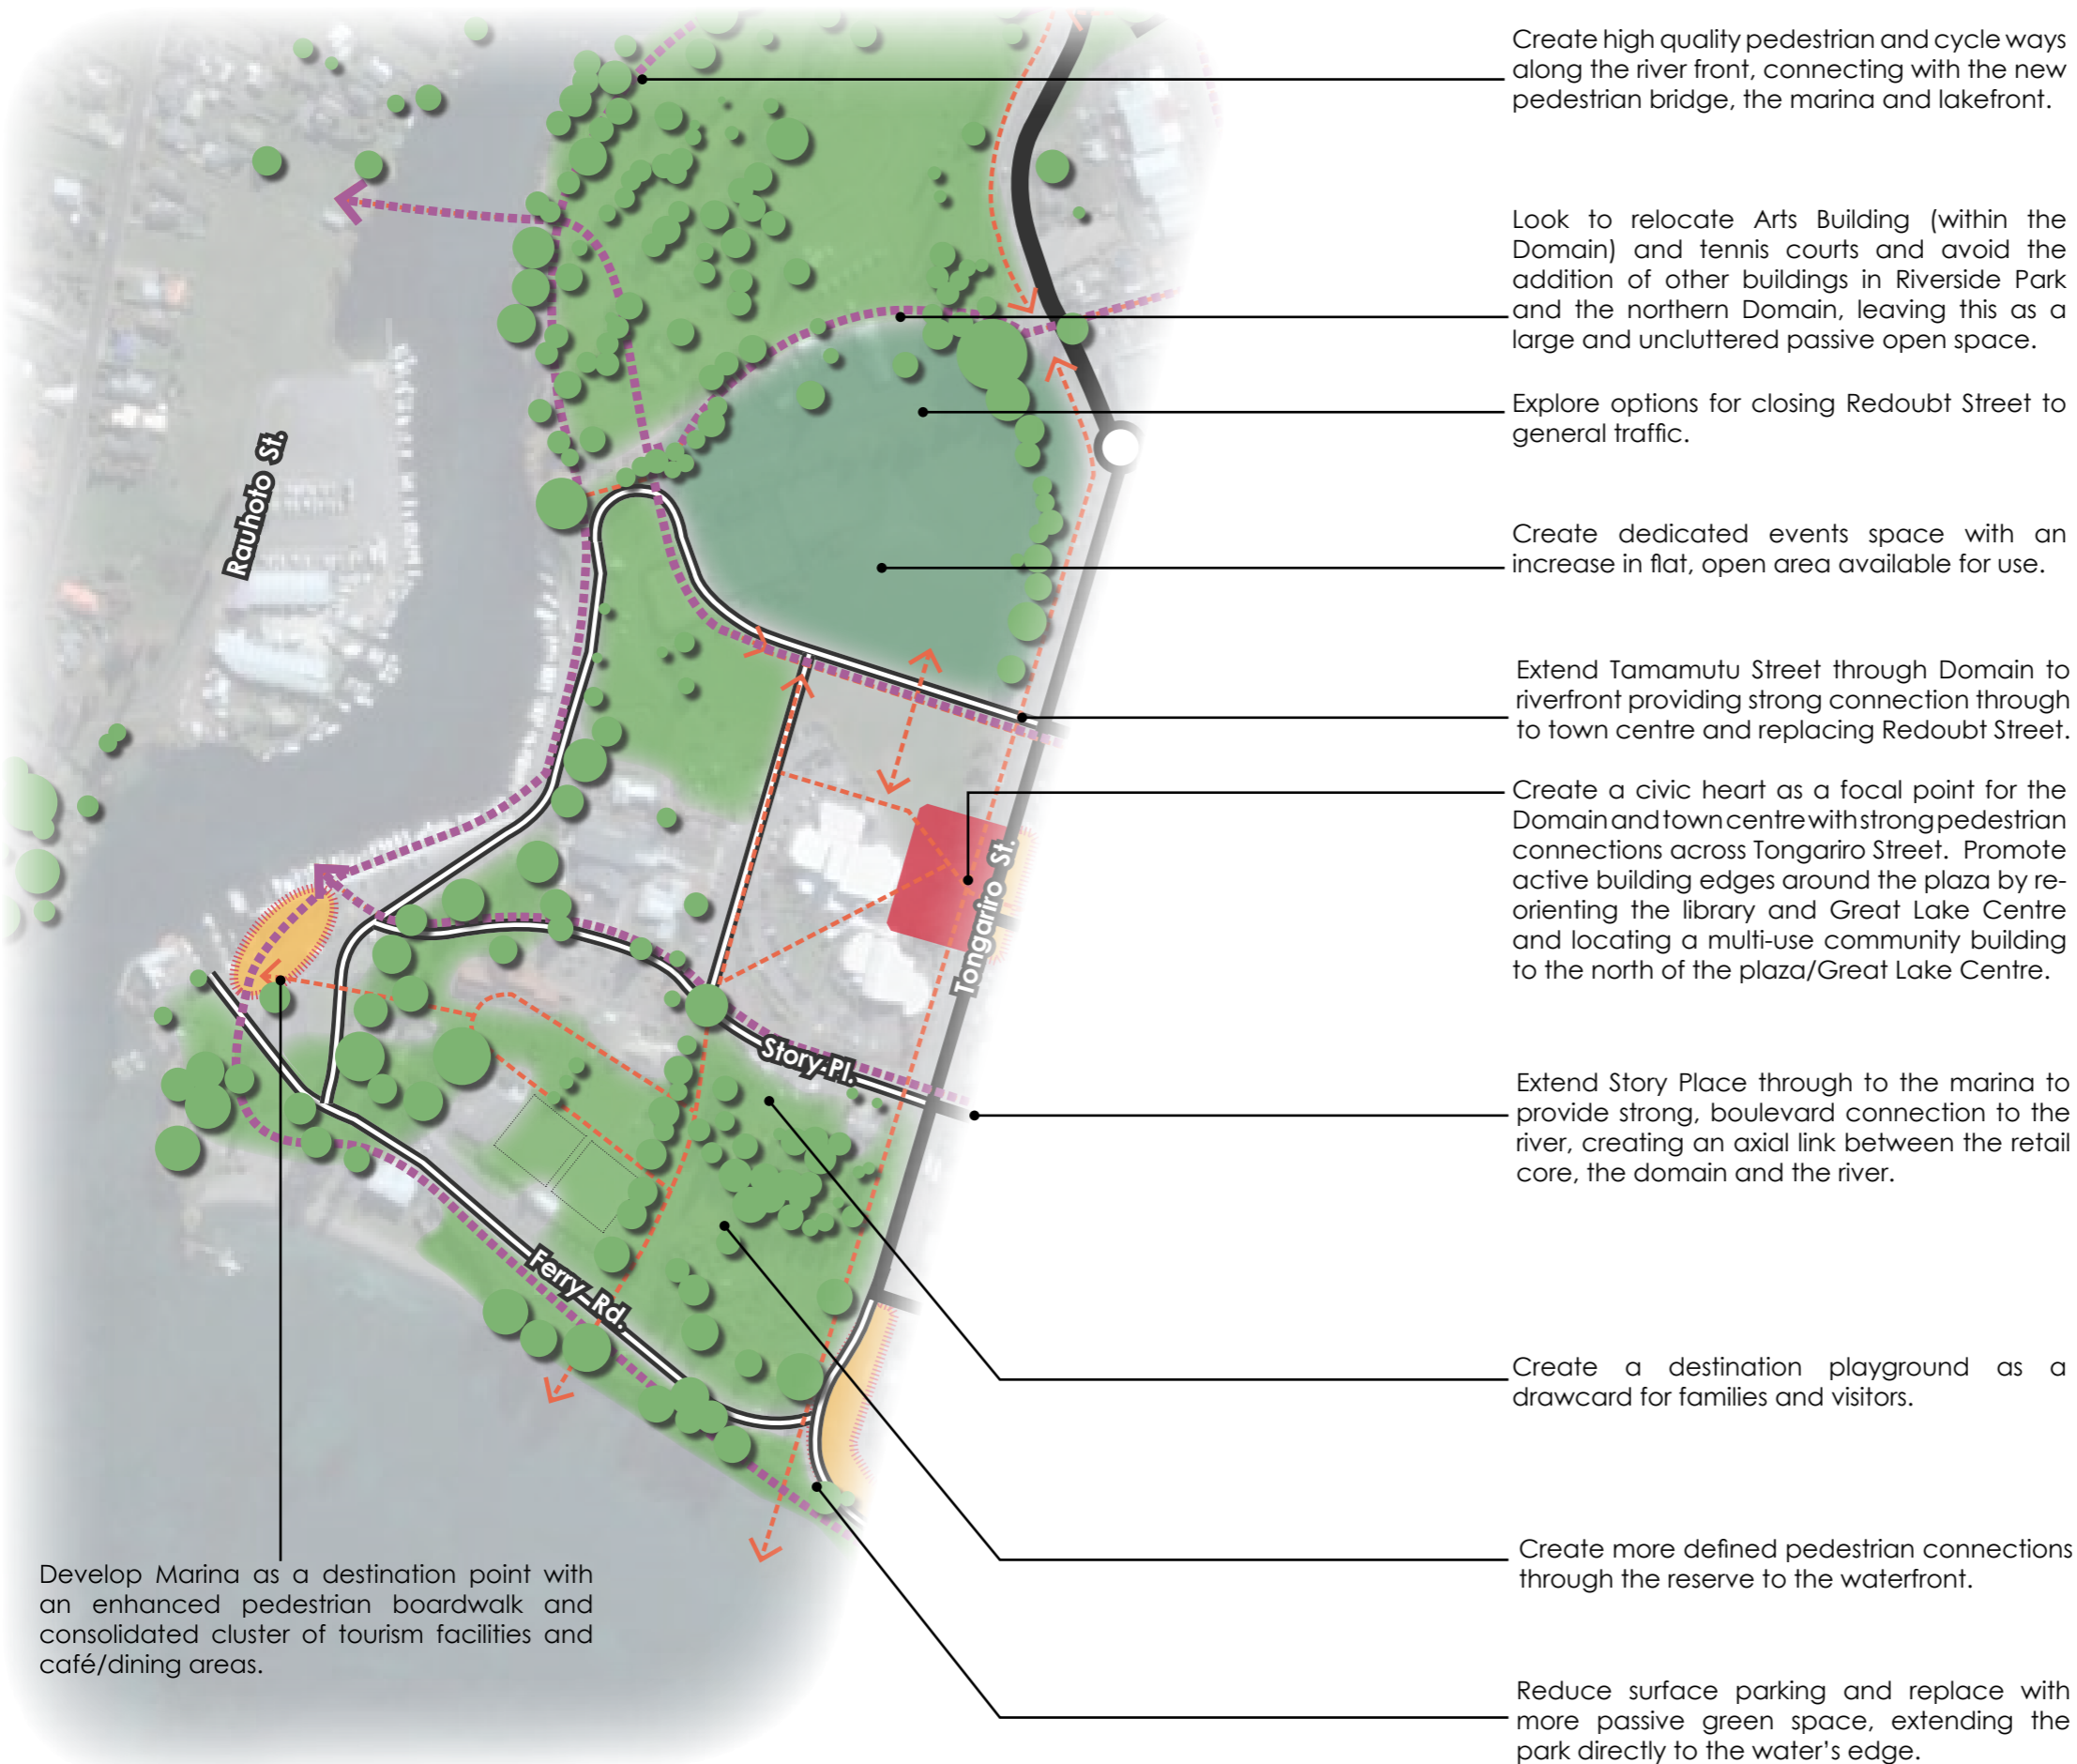 Create high quality pedestrian and cycle ways
along the river front, connecting with the new
pedestrian bridge, the marina and lakefront.
Look to relocate Arts Building (within the
Domain) and tennis courts and avoid the
addition of other buildings in Riverside Park
and the northern Domain, leaving this as a
large and uncluttered passive open space.
Explore options for closing Redoubt Street to
general traffic.
Create dedicated events space with an
increase in flat, open area available for use.
Extend Tamamutu Street through Domain to
riverfront providing strong connection through
to town centre and replacing Redoubt Street.
Create a civic heart as a focal point for the
Domain and town centre with strong pedestrian
connections across Tongariro Street. Promote
active building edges around the plaza by re-
orienting the library and Great Lake Centre
and locating a multi-use community building
to the north of the plaza/Great Lake Centre.
Extend Story Place through to the marina to
provide strong, boulevard connection to the
river, creating an axial link between the retail
core, the domain and the river.
Create a destination playground as a
drawcard for families and visitors.
Create more defined pedestrian connections
through the reserve to the waterfront.
Reduce surface parking and replace with
more passive green space, extending the
park directly to the water's edge.
Rauhoto St.
Tongariro St.
Story Pl.
Ferry Rd.
Develop Marina as a destination point with
an enhanced pedestrian boardwalk and
consolidated cluster of tourism facilities and
café/dining areas.